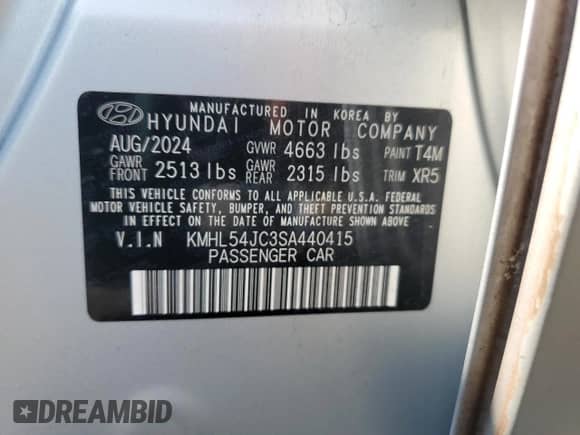 MANUFACTURED IN KOREA BY
HYUNDAI MOTOR COMPANY
AUG/2024 GVWR 4663 lbs PAINT T4M
GAWR FRONT 2513 lbs GAWR REAR 2315 lbs TRIM XR5
THIS VEHICLE CONFORMS TO ALL APPLICABLE U.S.A. FEDERAL
MOTOR VEHICLE SAFETY, BUMPER, AND THEFT PREVENTION STANDARDS
IN EFFECT ON THE DATE OF MANUFACTURE SHOWN ABOVE
V.I.N KMHL54JC3SA440415
PASSENGER CAR
#DREAMBID